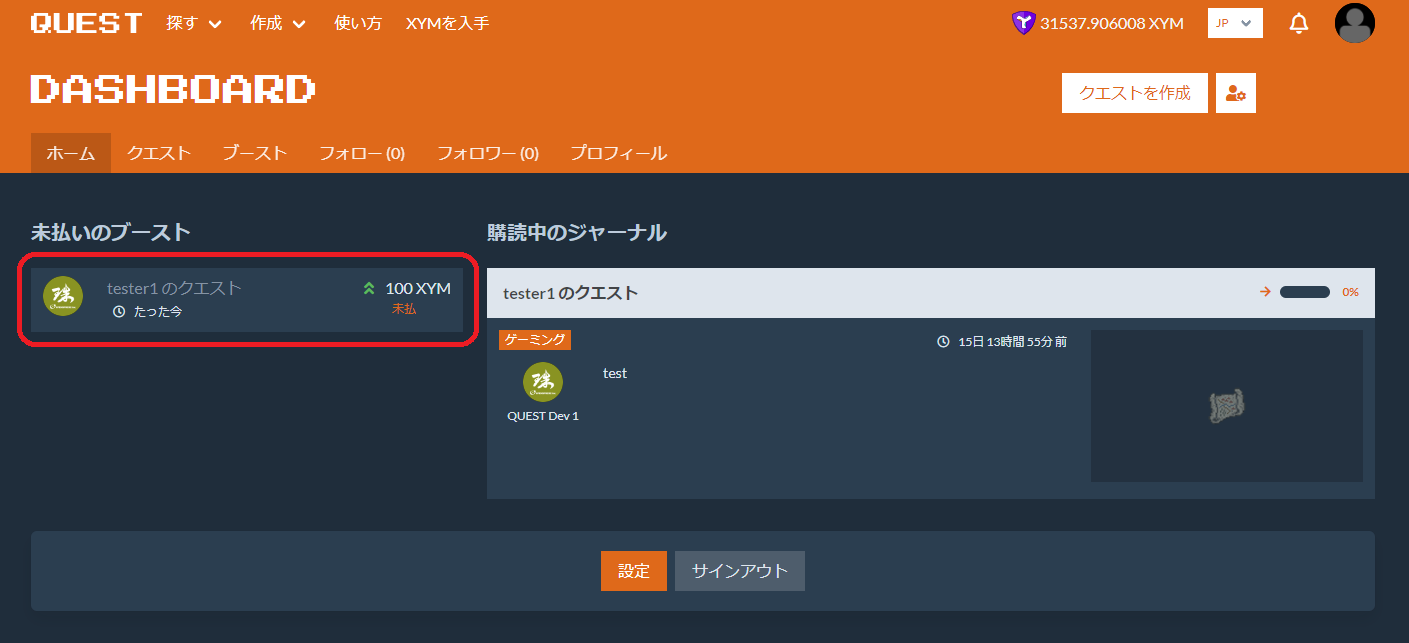 QUEST 探す 作成 使い方 XYMを入手 31537.906008 XYM JP
DASHBOARD クエストを作成
ホーム クエスト ブースト フォロー (0) フォロワー (0) プロフィール
未払いのブースト
tester1 のクエスト 100 XYM
たった今 未払
購読中のジャーナル
tester1 のクエスト 0%
ゲーミング 15日 13時間 55分 前
test
QUEST Dev 1
設定 サインアウト